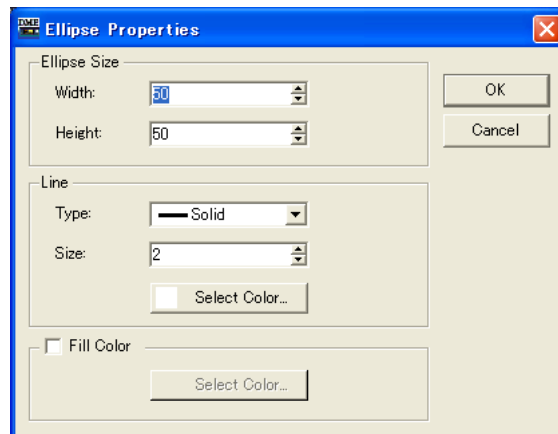 DME
Ellipse Properties
Ellipse Size
Width:
50
OK
Height:
50
Cancel
Line
Type:
Solid
Size:
2
Select Color...
Fill Color
Select Color...